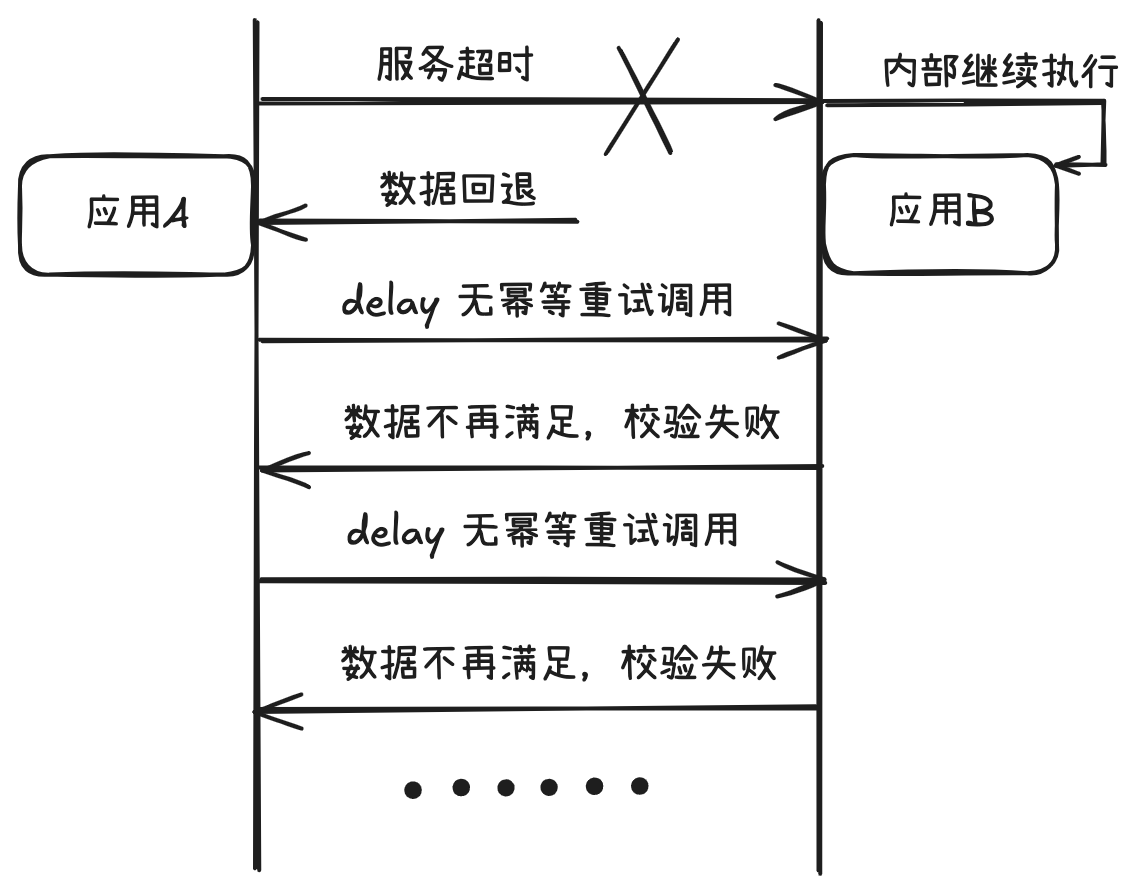 服务超时
内部继续执行
数据回退
应用A
应用B
delay 无幂等重试调用
数据不再满足，校验失败
delay 无幂等重试调用
数据不再满足，校验失败